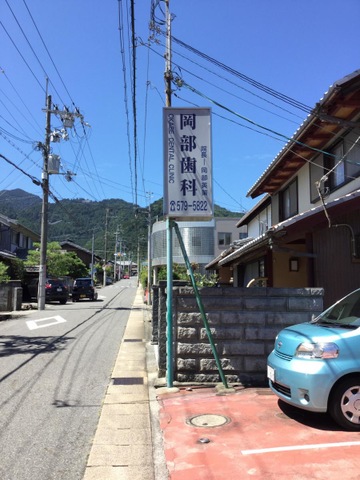 岡部歯科
OKABE DENTAL CLINIC
☎579-5822